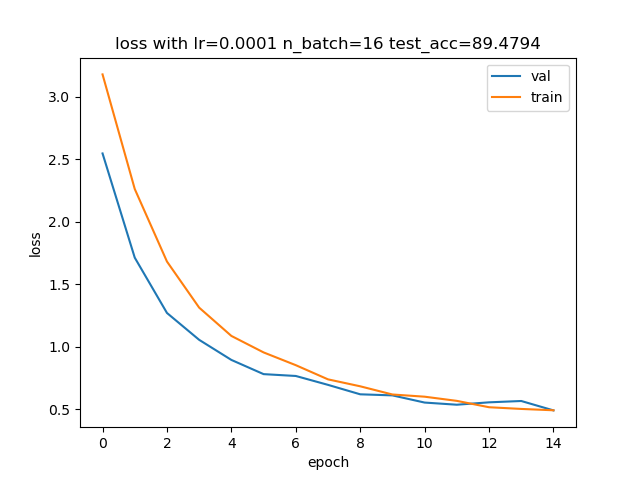 loss with lr=0.0001 n_batch=16 test_acc=89.4794
val
train
3.0
2.5
2.0
1.5
1.0
0.5
loss
0 2 4 6 8 10 12 14
epoch